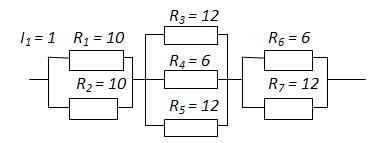 R₃ = 12
I₁ = 1 R₁ = 10
R₄ = 6
R₆ = 6
R₂ = 10
R₇ = 12
R₅ = 12